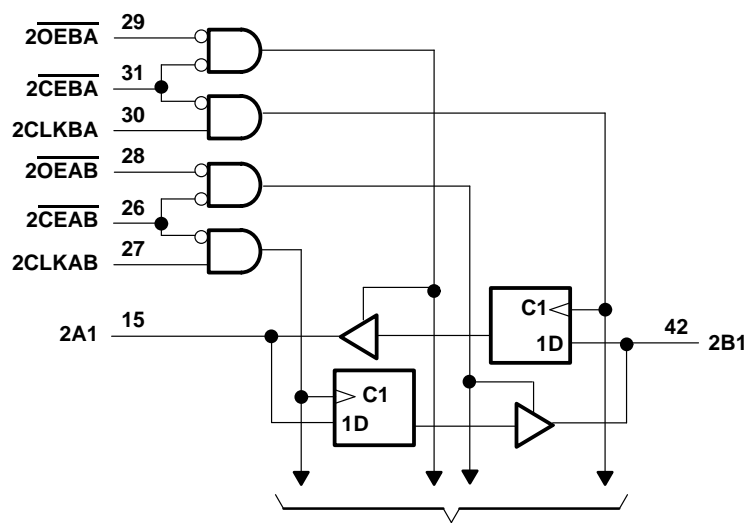 29
2OEBA
31
2CEBA
30
2CLKBA
28
2OEAB
26
2CEAB
27
2CLKAB
C1
2A1 15
1D
42 2B1
C1
1D